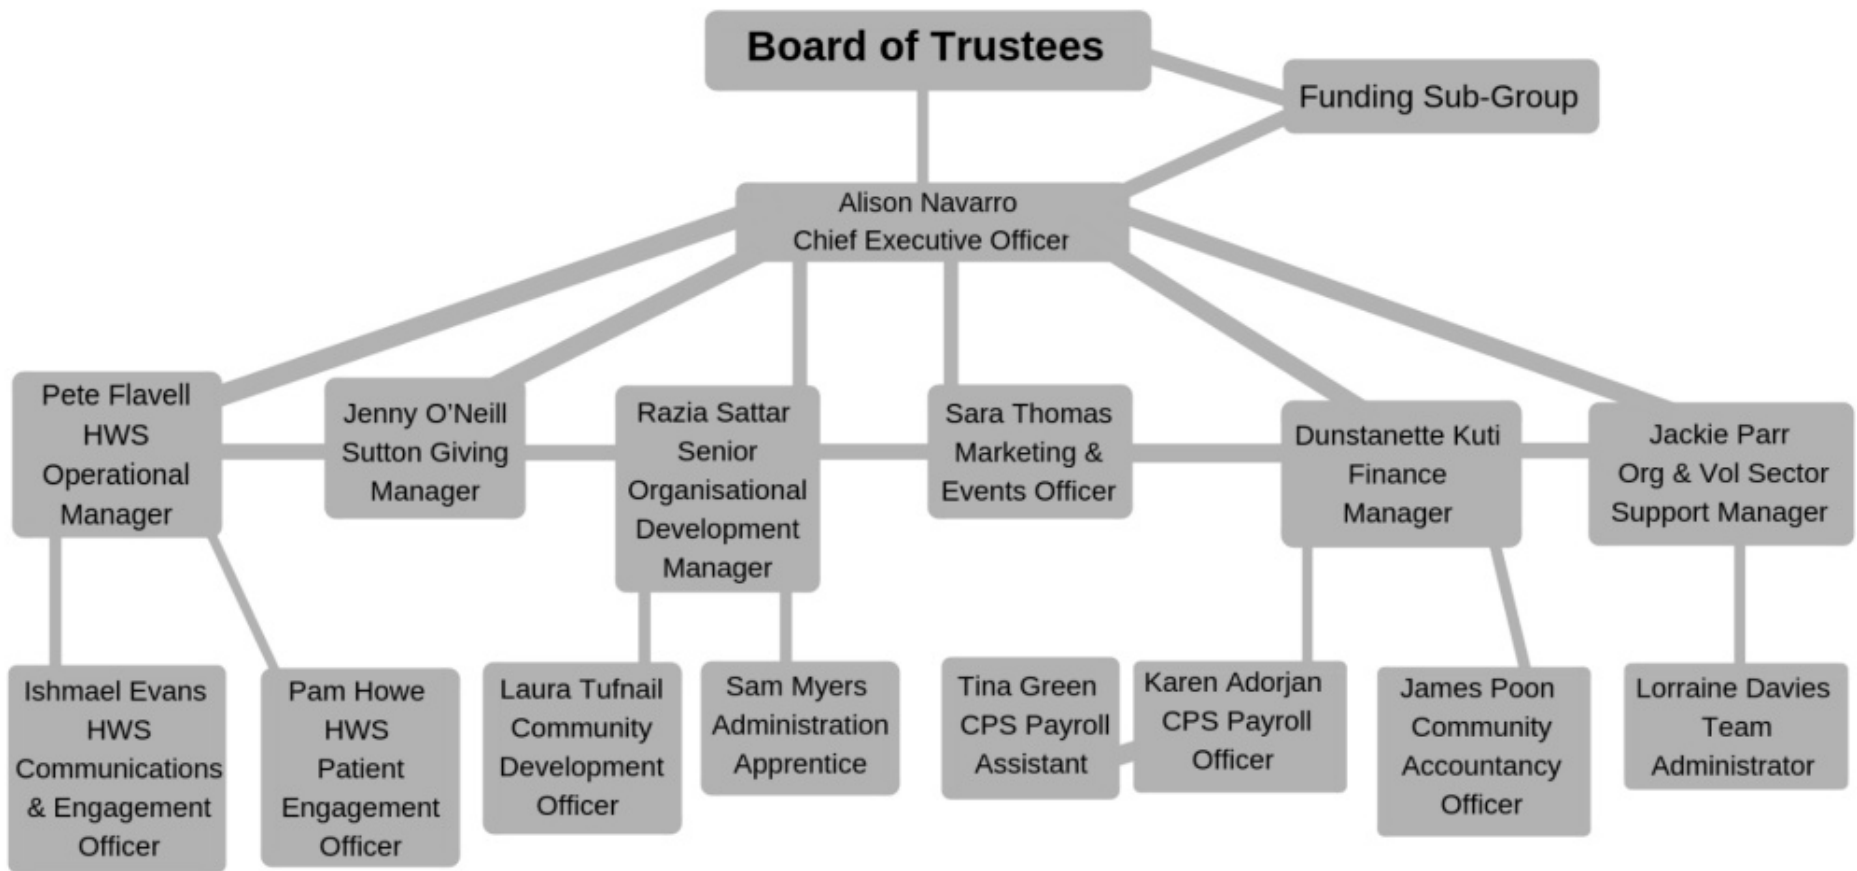 Board of Trustees
Funding Sub-Group
Alison Navarro
Chief Executive Officer
Pete Flavell
HWS
Operational
Manager
Jenny O'Neill
Sutton Giving
Manager
Razia Sattar
Senior
Organisational
Development
Manager
Sara Thomas
Marketing &
Events Officer
Dunstanette Kuti
Finance
Manager
Jackie Parr
Org & Vol Sector
Support Manager
Ishmael Evans
HWS
Communications
& Engagement
Officer
Pam Howe
HWS
Patient
Engagement
Officer
Laura Tufnail
Community
Development
Officer
Sam Myers
Administration
Apprentice
Tina Green
CPS Payroll
Assistant
Karen Adorjan
CPS Payroll
Officer
James Poon
Community
Accountancy
Officer
Lorraine Davies
Team
Administrator